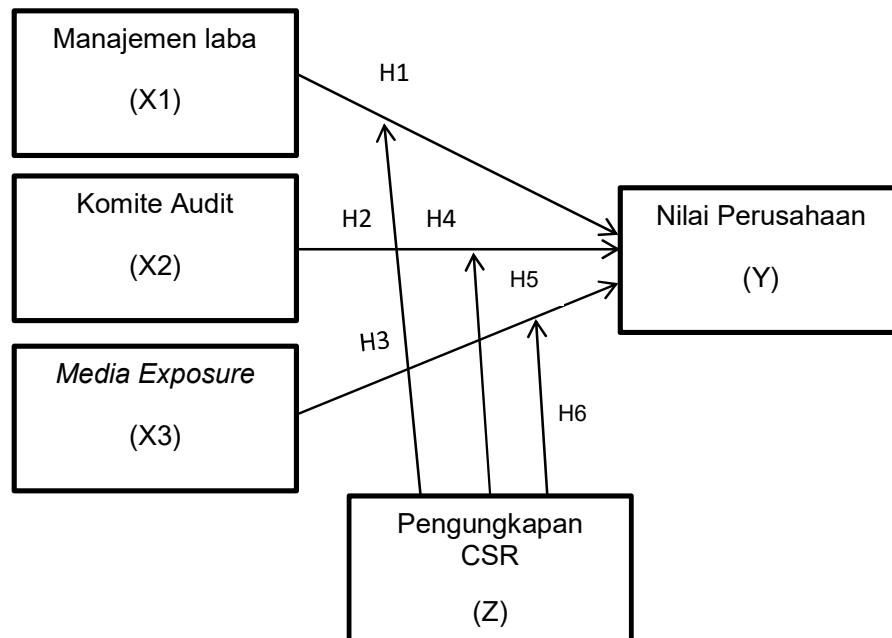 Manajemen laba
(X1)
H1
Komite Audit
(X2)
H2
H4
Nilai Perusahaan
(Y)
H5
Media Exposure
(X3)
H3
H6
Pengungkapan
CSR
(Z)